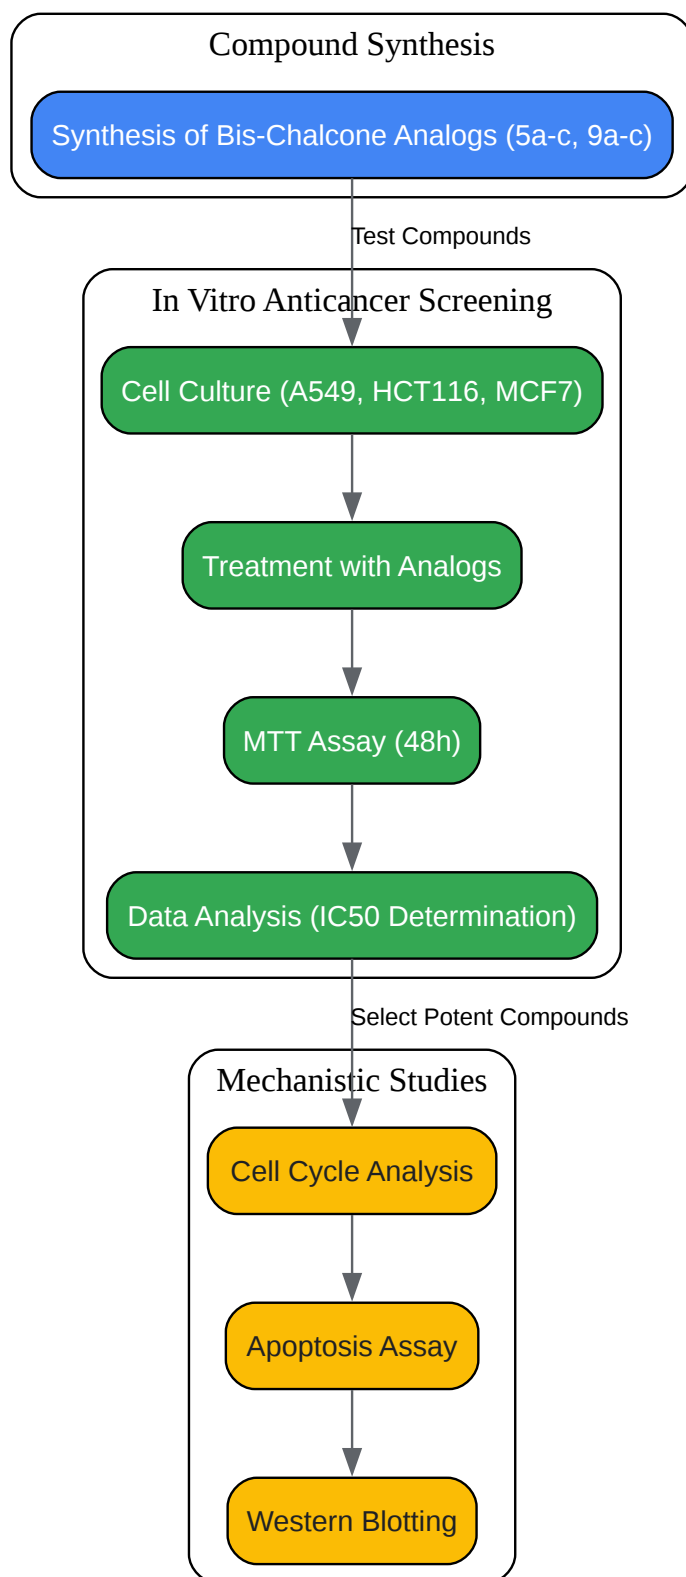 Compound Synthesis
Synthesis of Bis-Chalcone Analogs (5a-c, 9a-c)
Test Compounds
In Vitro Anticancer Screening
Cell Culture (A549, HCT116, MCF7)
Treatment with Analogs
MTT Assay (48h)
Data Analysis (IC50 Determination)
Select Potent Compounds
Mechanistic Studies
Cell Cycle Analysis
Apoptosis Assay
Western Blotting